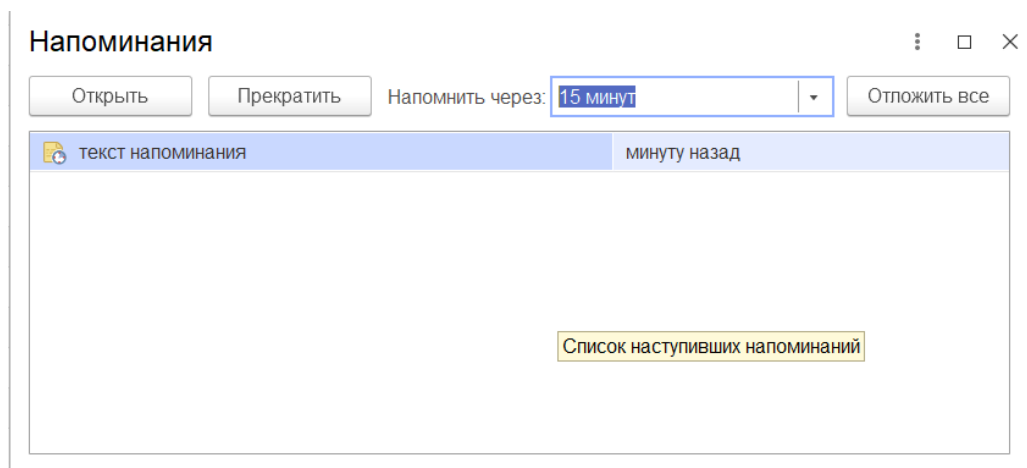 Напоминания
Открыть Прекратить Напомнить через: 15 минут Отложить все
текст напоминания минуту назад
Список наступивших напоминаний